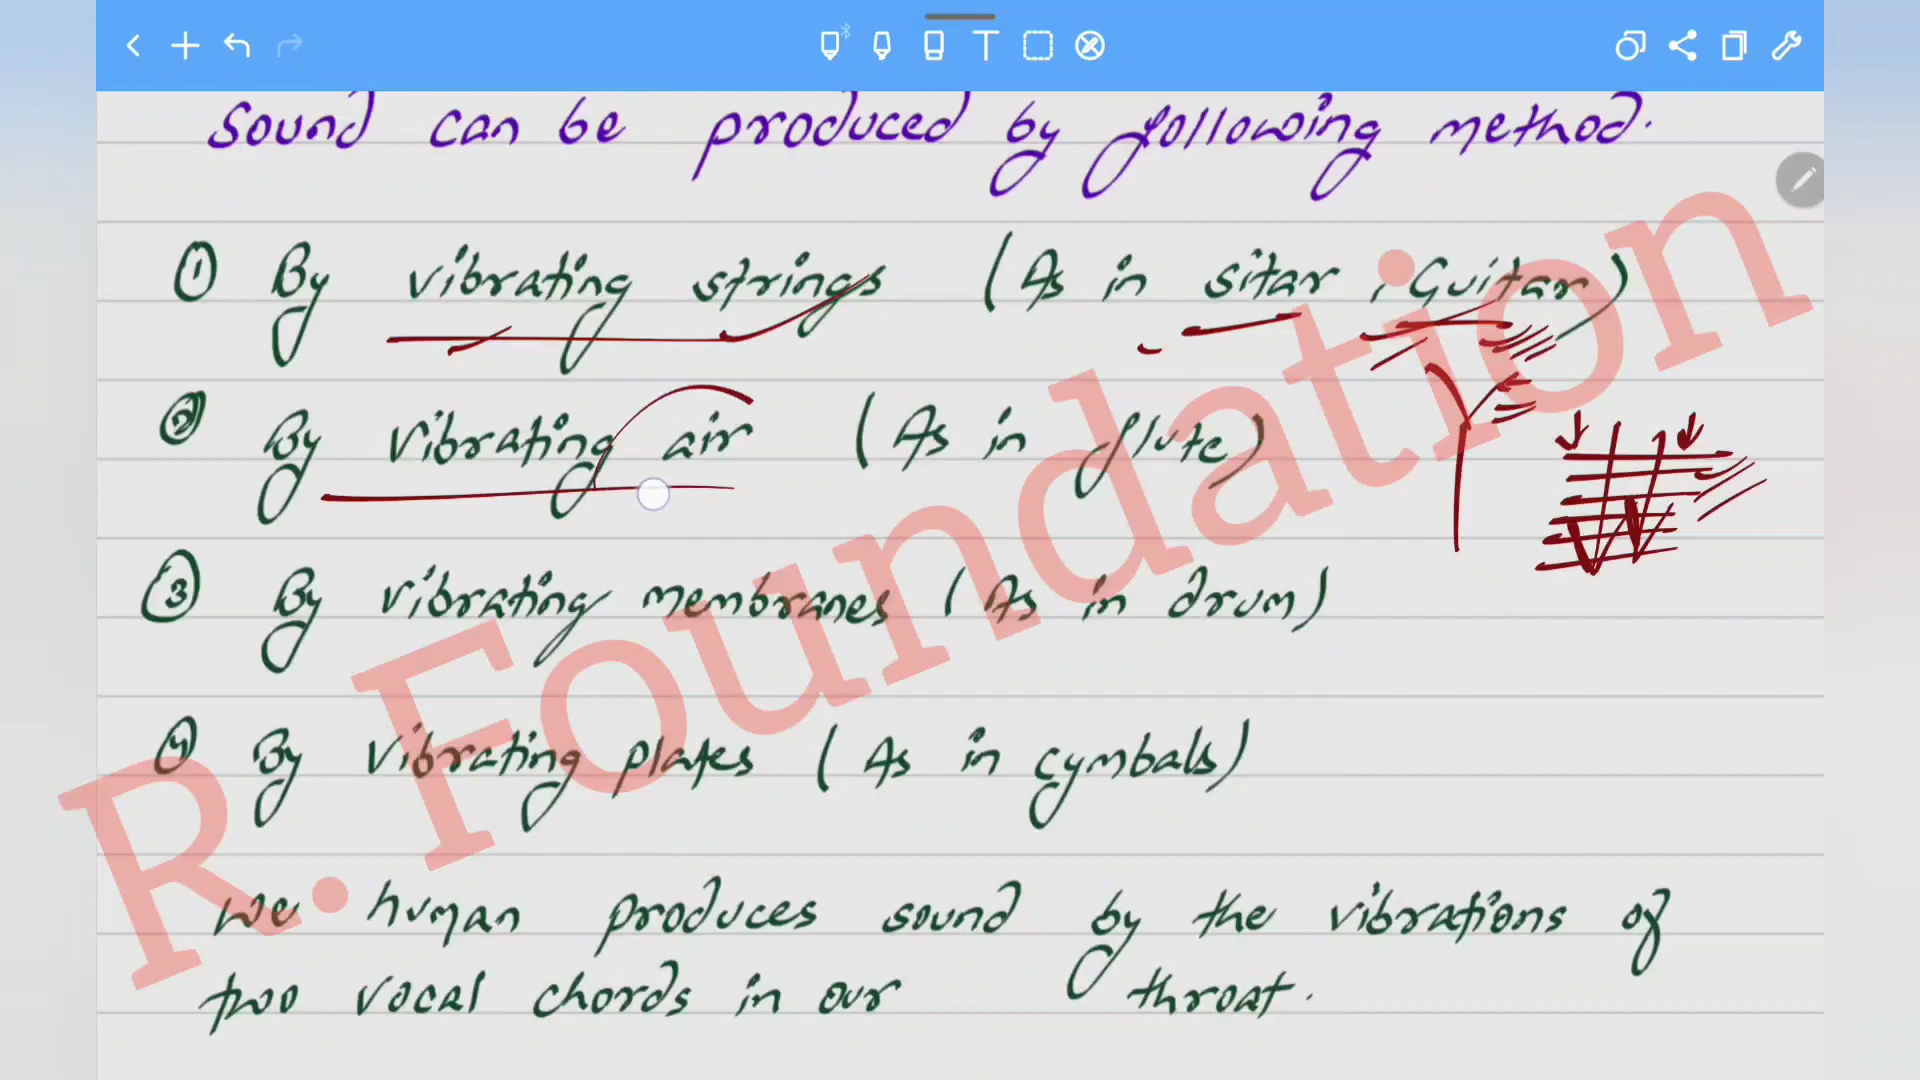 Sound can be produced by following method.
① By vibrating strings (As in sitar, Guitar)
② By vibrating air (As in flute)
③ By vibrating membranes (As in drum)
④ By vibrating plates (As in cymbals)
we human produces sound by the vibrations of
two vocal chords in our throat.
R. Foundation